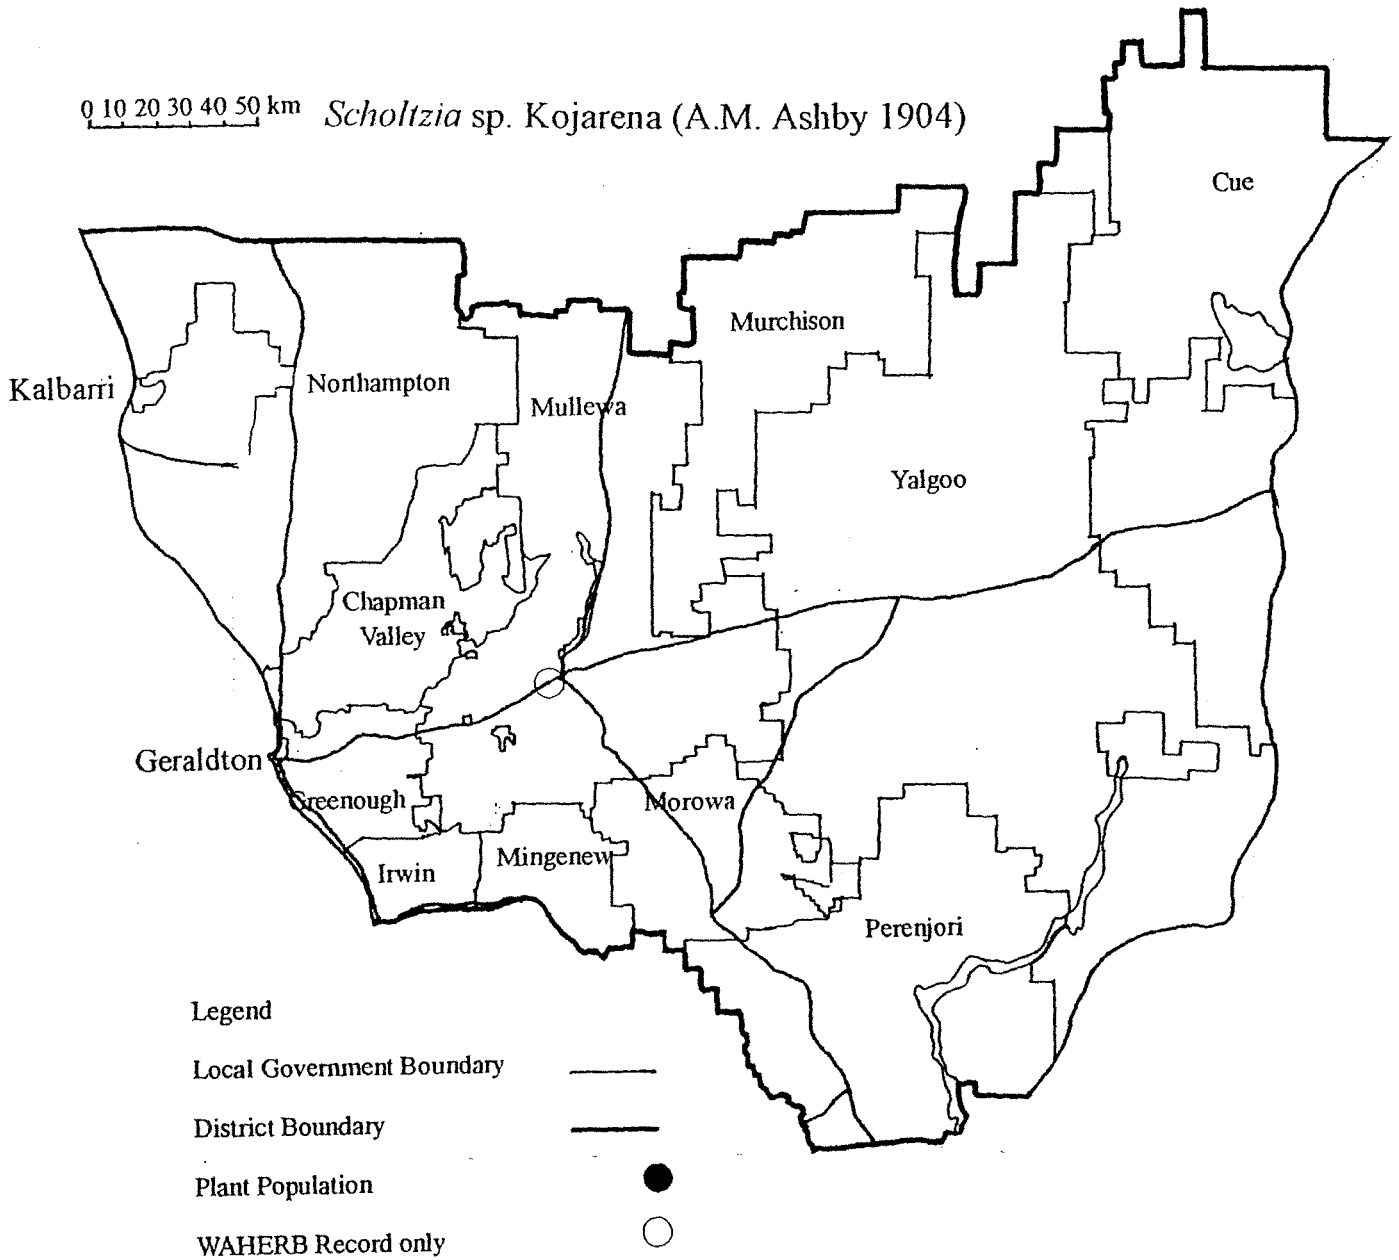 0 10 20 30 40 50 km
Scholtzia sp. Kojarena (A.M. Ashby 1904)
Cue
Murchison
Kalbarri
Northampton
Mullewa
Yalgoo
Chapman
Valley
Geraldton
Greenough
Morowa
Irwin
Mingenew
Perenjori
Legend
Local Government Boundary
District Boundary
Plant Population
WAHERB Record only